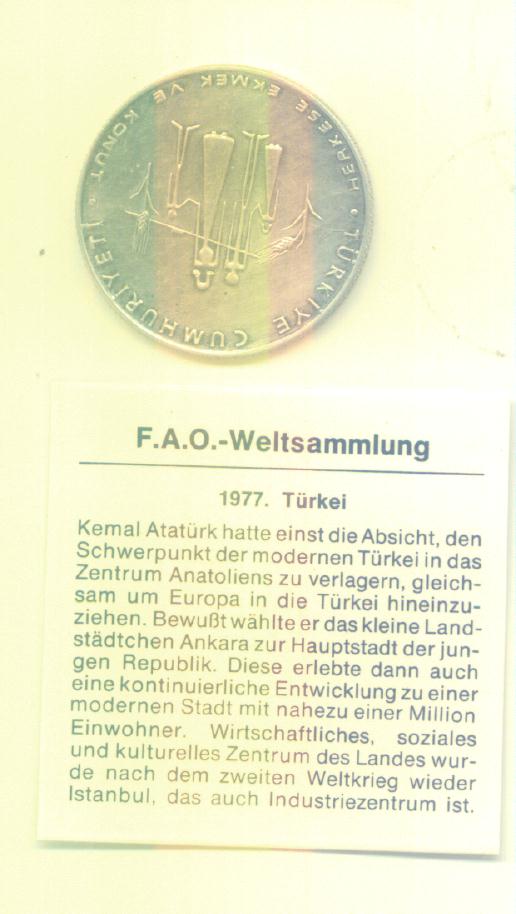 HERKESE EKMEK VE KONUT • TÜRKİYE CUMHURİYETİ •
F.A.O.-Weltsammlung
1977. Türkei
Kemal Atatürk hatte einst die Absicht, den
Schwerpunkt der modernen Türkei in das
Zentrum Anatoliens zu verlagern, gleich-
sam um Europa in die Türkei hineinzu-
ziehen. Bewußt wählte er das kleine Land-
städtchen Ankara zur Hauptstadt der jun-
gen Republik. Diese erlebte dann auch
eine kontinuierliche Entwicklung zu einer
modernen Stadt mit nahezu einer Million
Einwohner. Wirtschaftliches, soziales
und kulturelles Zentrum des Landes wur-
de nach dem zweiten Weltkrieg wieder
Istanbul, das auch Industriezentrum ist.